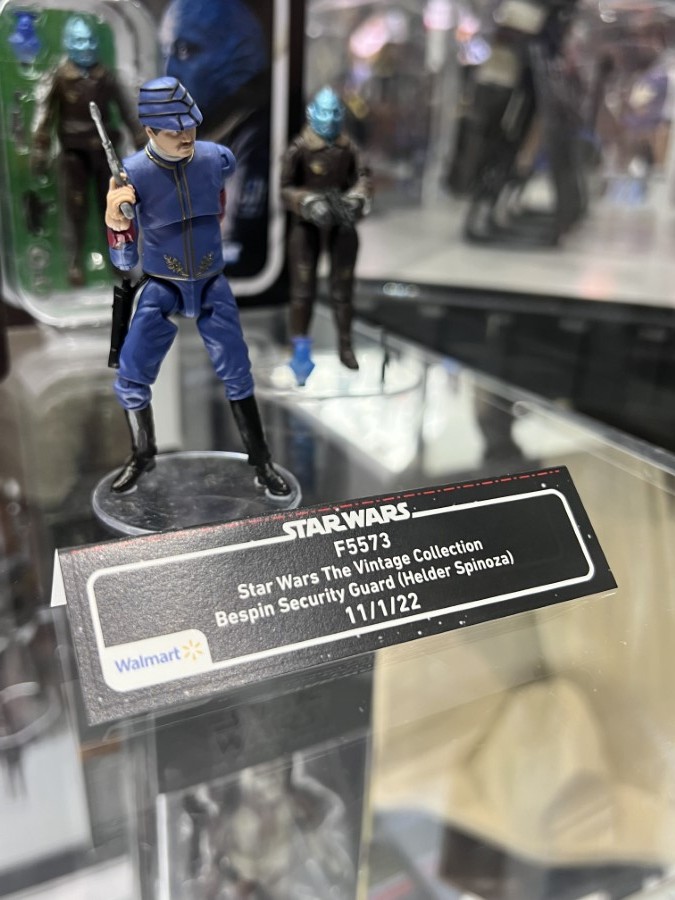 STAR WARS
F5573
Star Wars The Vintage Collection
Bespin Security Guard (Helder Spinoza)
11/1/22
Walmart